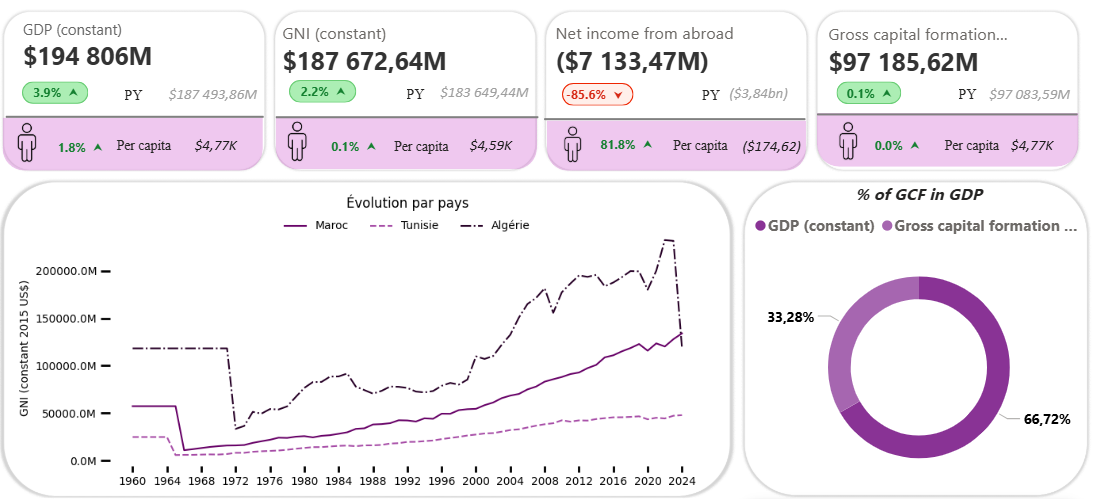 GDP (constant)
$194 806M
3.9%
PY
$187 493,86M
1.8%
Per capita
$4,77K
GNI (constant)
$187 672,64M
2.2%
PY
$183 649,44M
0.1%
Per capita
$4,59K
Net income from abroad
($7 133,47M)
-85.6%
PY
($3,84bn)
81.8%
Per capita
($174,62)
Gross capital formation...
$97 185,62M
0.1%
PY
$97 083,59M
0.0%
Per capita
$4,77K
Évolution par pays
Maroc
Tunisie
Algérie
GNI (constant 2015 US$)
200000.0M
150000.0M
100000.0M
50000.0M
0.0M
1960 1964 1968 1972 1976 1980 1984 1988 1992 1996 2000 2004 2008 2012 2016 2020 2024
% of GCF in GDP
GDP (constant)
Gross capital formation ...
33,28%
66,72%